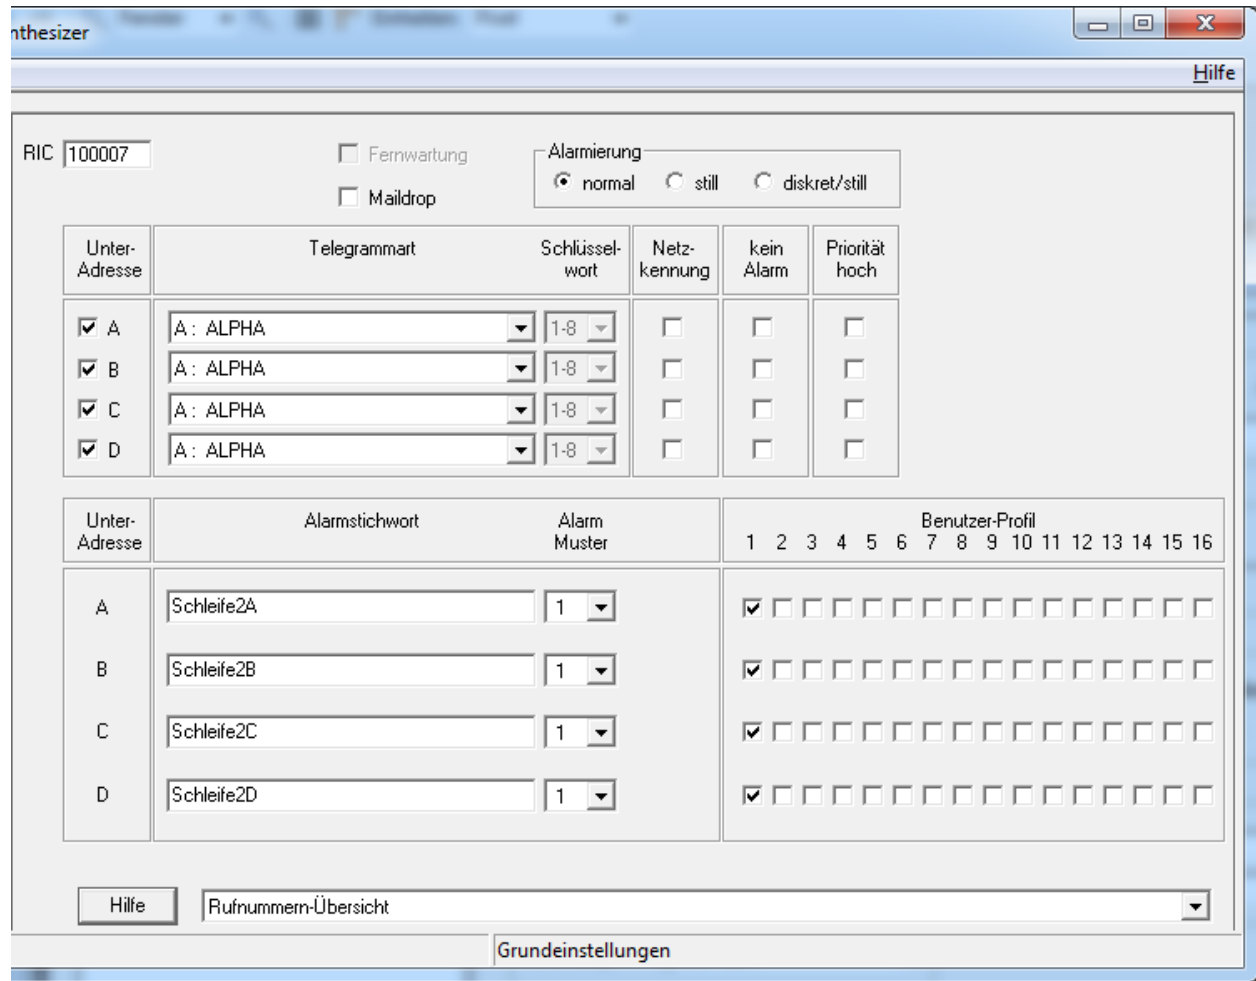 nthesizer
Hilfe
RIC 100007 Fernwartung Alarmierung
normal still diskret/still
Maildrop
Unter-Adresse Telegrammart Schlüssel-wort Netz-kennung kein Alarm Priorität hoch
A A : ALPHA 1-8
B A : ALPHA 1-8
C A : ALPHA 1-8
D A : ALPHA 1-8
Unter-Adresse Alarmstichwort Alarm Muster Benutzer-Profil
1 2 3 4 5 6 7 8 9 10 11 12 13 14 15 16
A Schleife2A 1
B Schleife2B 1
C Schleife2C 1
D Schleife2D 1
Hilfe Rufnummern-Übersicht
Grundeinstellungen